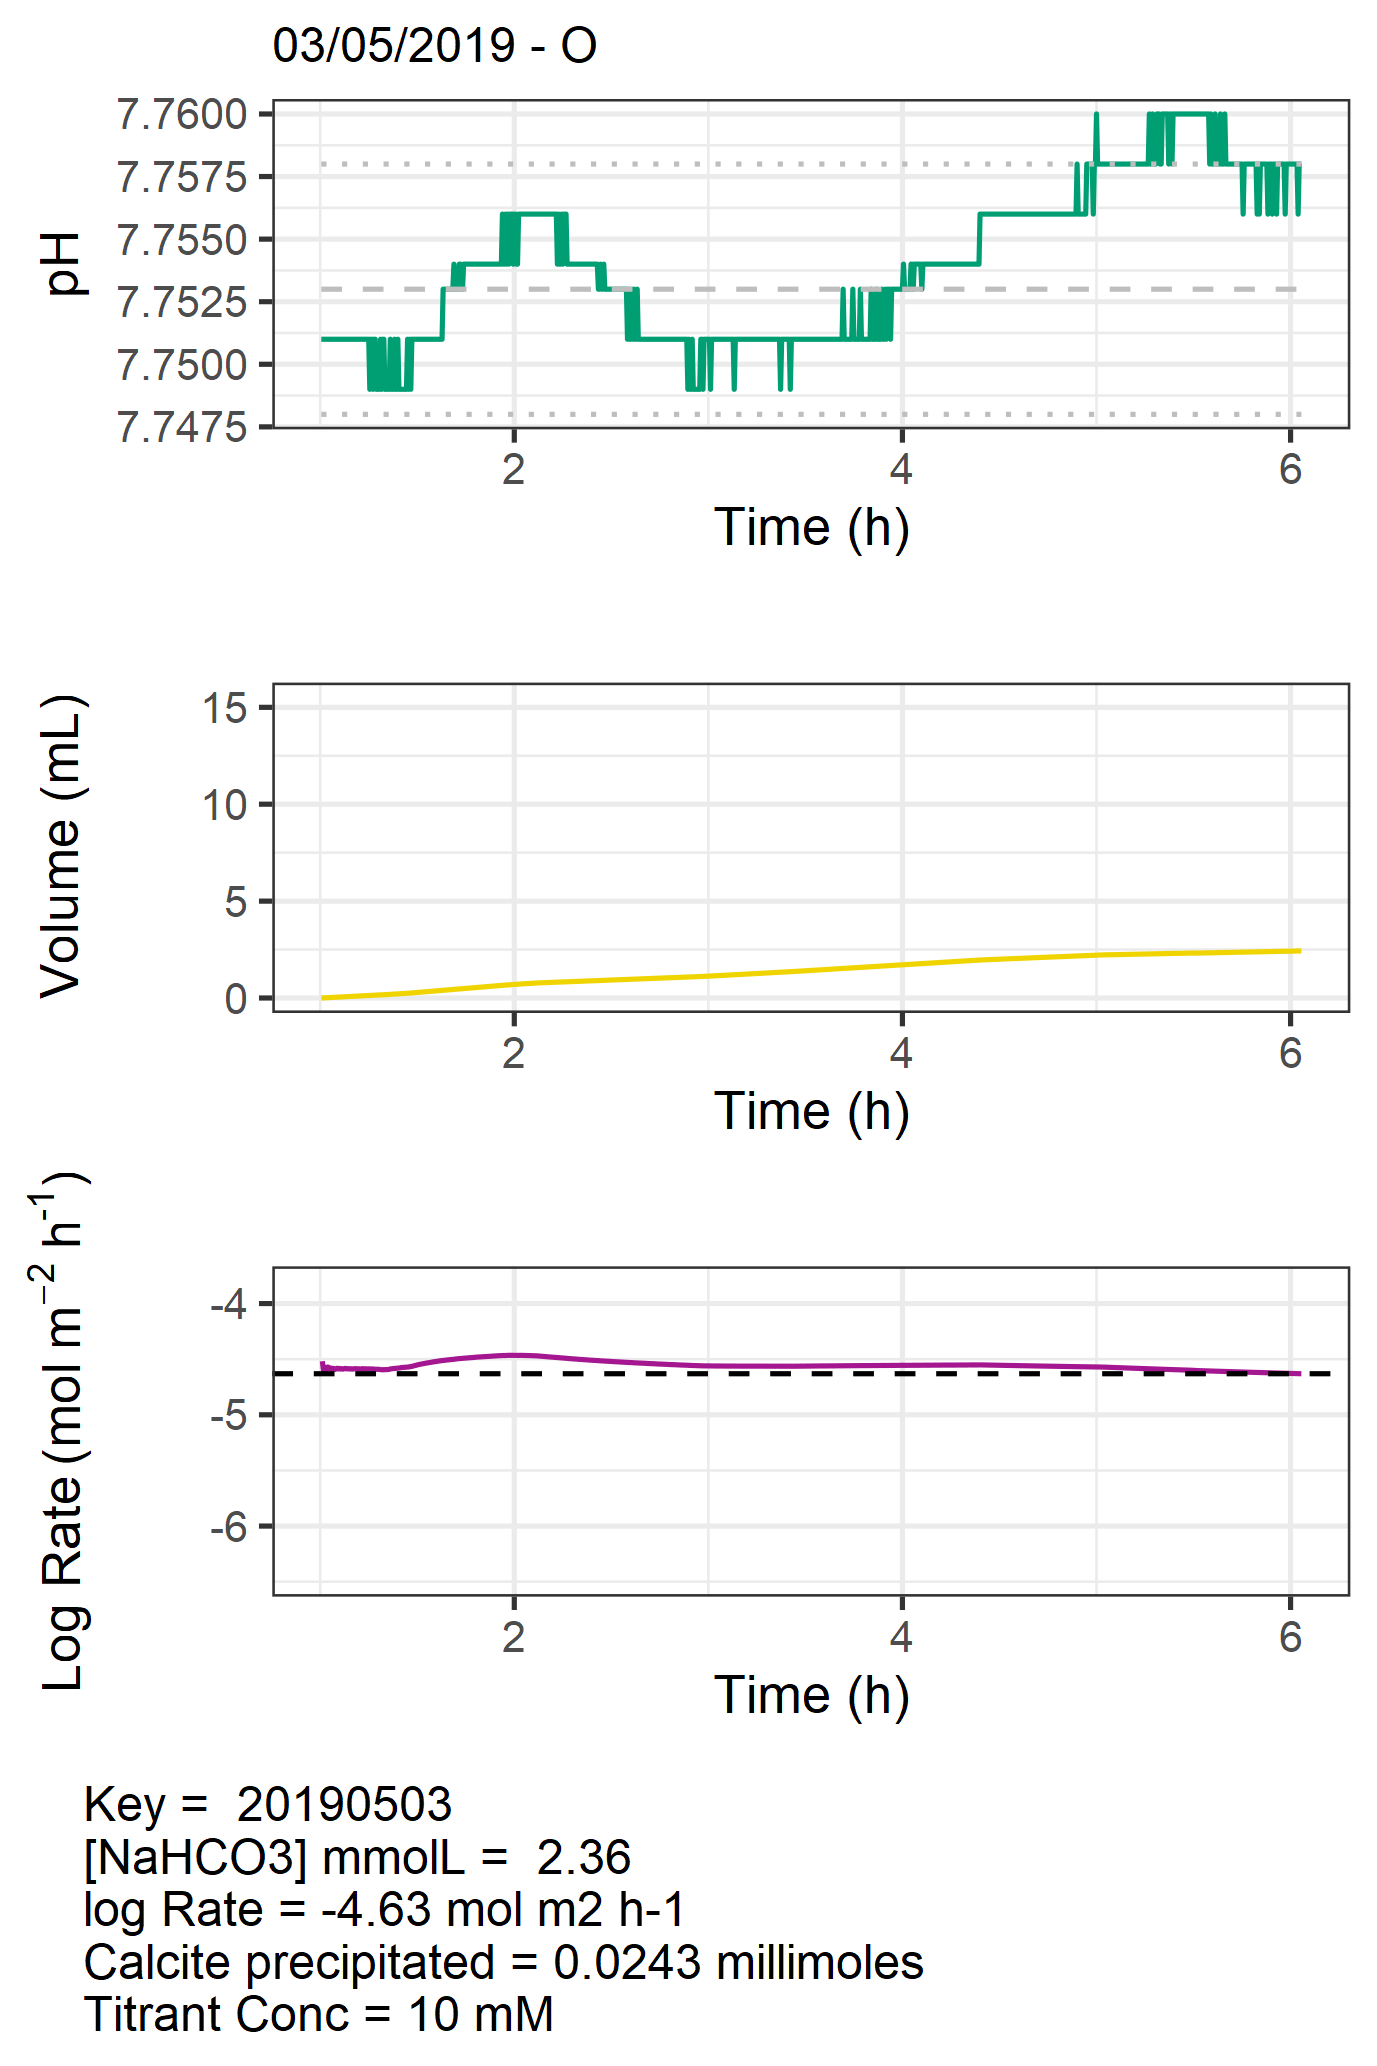 03/05/2019 - O
7.7600
7.7575
7.7550
7.7525
7.7500
7.7475
pH
2 4 6
Time (h)
15
10
5
0
Volume (mL)
2 4 6
Time (h)
-4
-5
-6
Log Rate (mol m⁻² h⁻¹)
2 4 6
Time (h)
Key = 20190503
[NaHCO3] mmolL = 2.36
log Rate = -4.63 mol m2 h-1
Calcite precipitated = 0.0243 millimoles
Titrant Conc = 10 mM